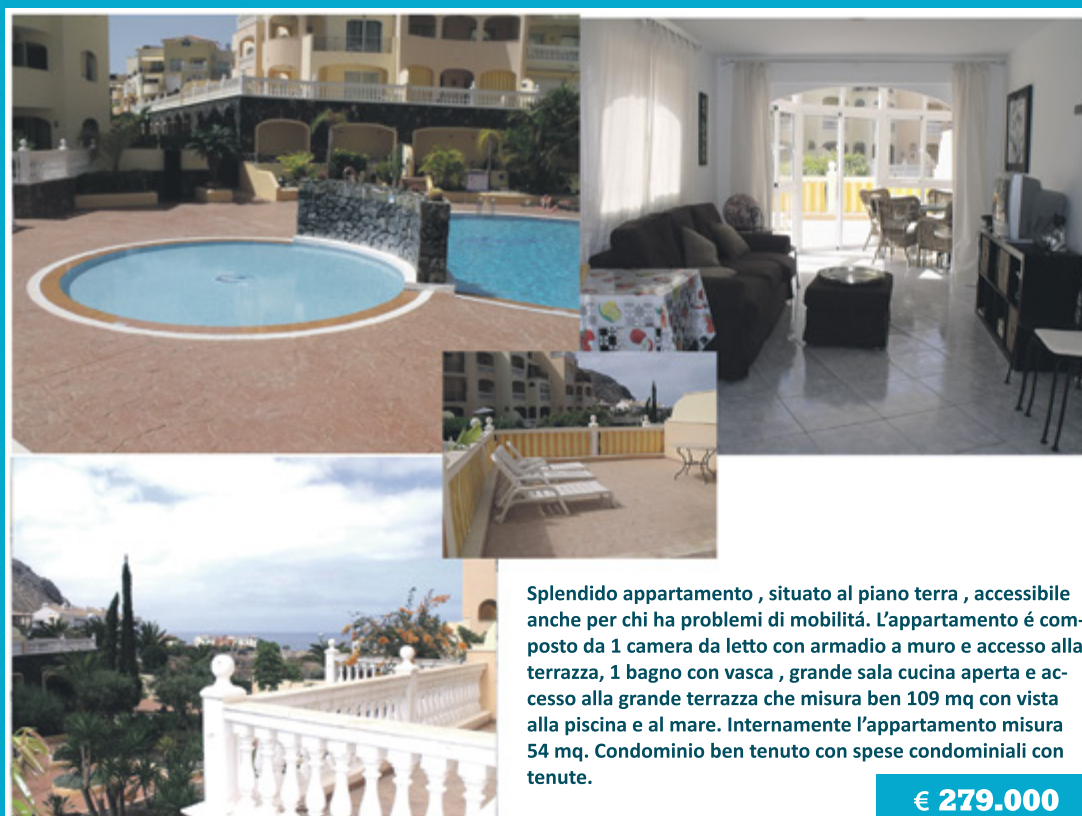 Splendido appartamento , situato al piano terra , accessibile
anche per chi ha problemi di mobilitá. L’appartamento é com-
posto da 1 camera da letto con armadio a muro e accesso alla
terrazza, 1 bagno con vasca , grande sala cucina aperta e ac-
cesso alla grande terrazza che misura ben 109 mq con vista
alla piscina e al mare. Internamente l’appartamento misura
54 mq. Condominio ben tenuto con spese condominiali con
tenute.
€ 279.000